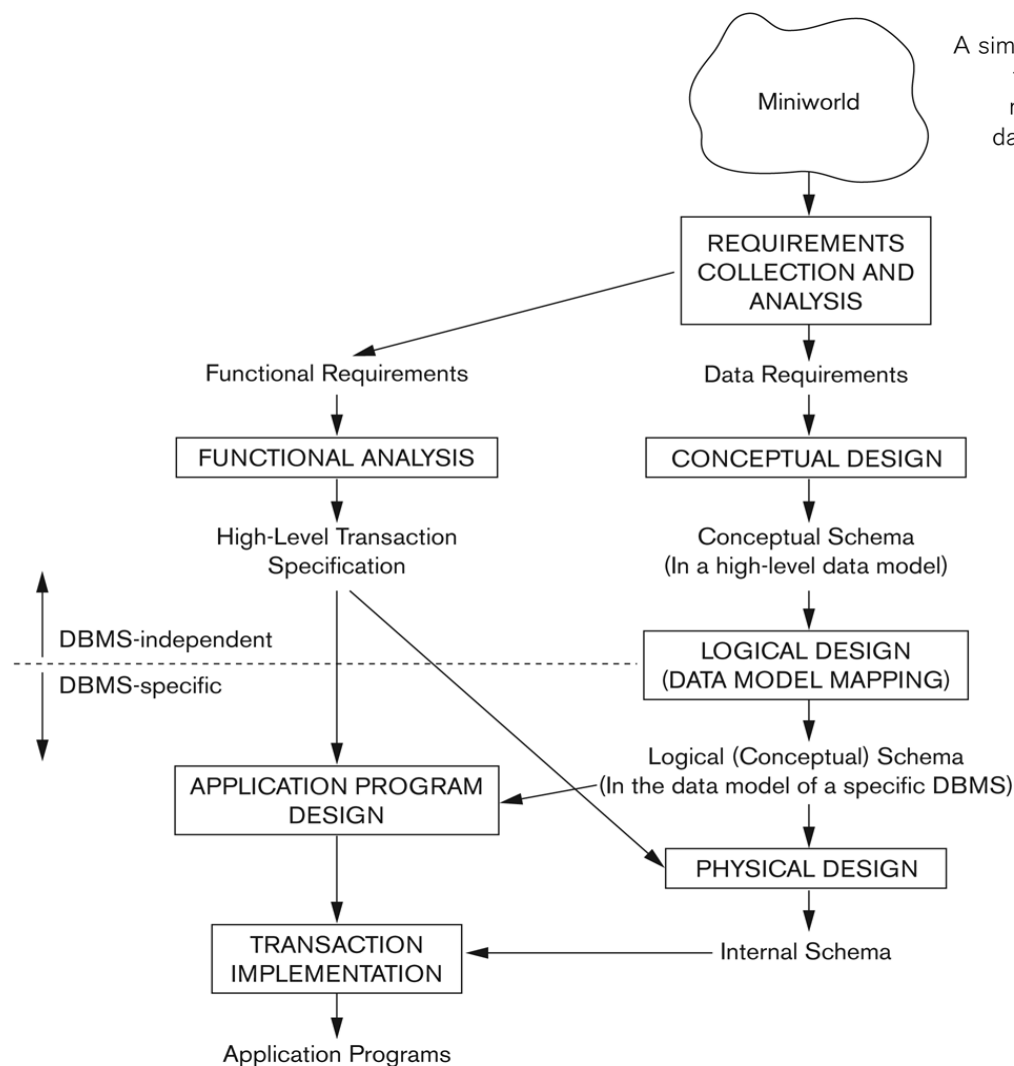 Miniworld
A sim
da
REQUIREMENTS
COLLECTION AND
ANALYSIS
Functional Requirements
Data Requirements
FUNCTIONAL ANALYSIS
CONCEPTUAL DESIGN
High-Level Transaction
Specification
Conceptual Schema
(In a high-level data model)
DBMS-independent
DBMS-specific
LOGICAL DESIGN
(DATA MODEL MAPPING)
Logical (Conceptual) Schema
(In the data model of a specific DBMS)
APPLICATION PROGRAM
DESIGN
PHYSICAL DESIGN
TRANSACTION
IMPLEMENTATION
Internal Schema
Application Programs